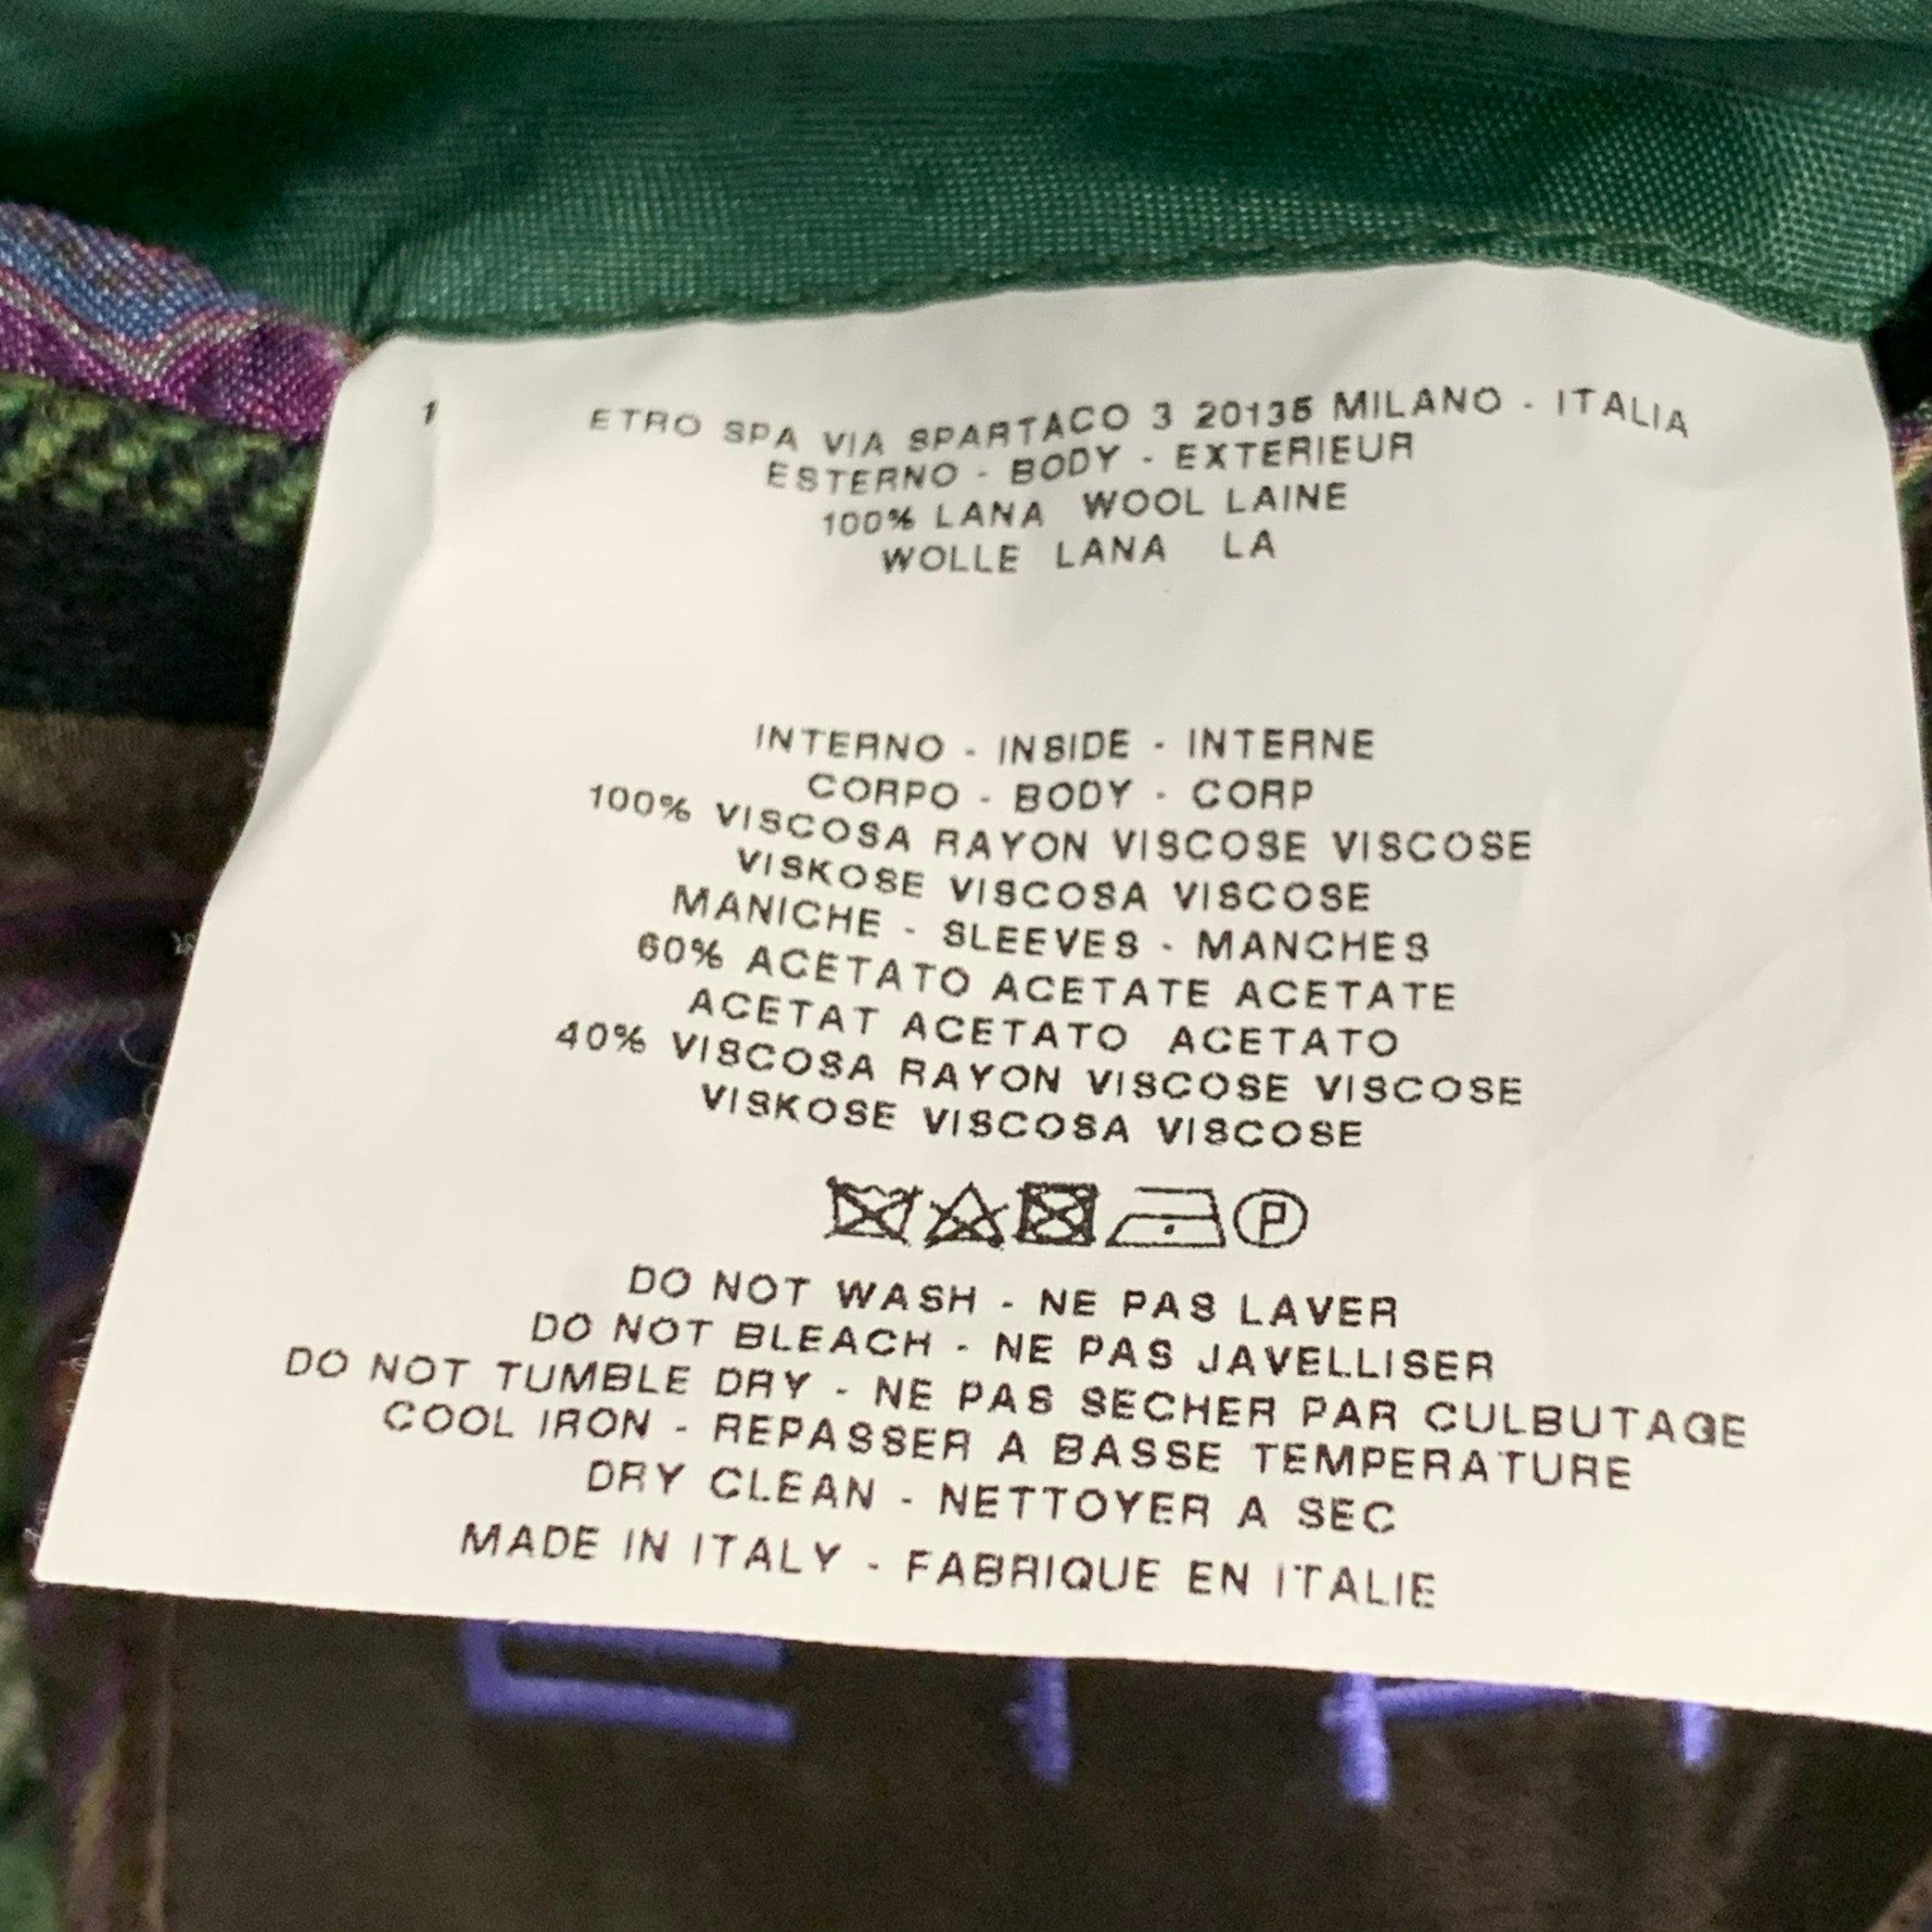 1
ETRO SPA VIA SPARTACO 3 20135 MILANO - ITALIA
ESTERNO - BODY - EXTERIEUR
100% LANA WOOL LAINE
WOLLE LANA LA
INTERNO - INSIDE - INTERNE
CORPO - BODY - CORP
100% VISCOSA RAYON VISCOSE VISCOSE
VISKOSE VISCOSA VISCOSE
MANICHE - SLEEVES - MANCHES
60% ACETATO ACETATE ACETATE
ACETAT ACETATO ACETATO
40% VISCOSA RAYON VISCOSE VISCOSE
VISKOSE VISCOSA VISCOSE
P
DO NOT WASH - NE PAS LAVER
DO NOT BLEACH - NE PAS JAVELLISER
DO NOT TUMBLE DRY - NE PAS SECHER PAR CULBUTAGE
COOL IRON - REPASSER A BASSE TEMPERATURE
DRY CLEAN - NETTOYER A SEC
MADE IN ITALY - FABRIQUE EN ITALIE